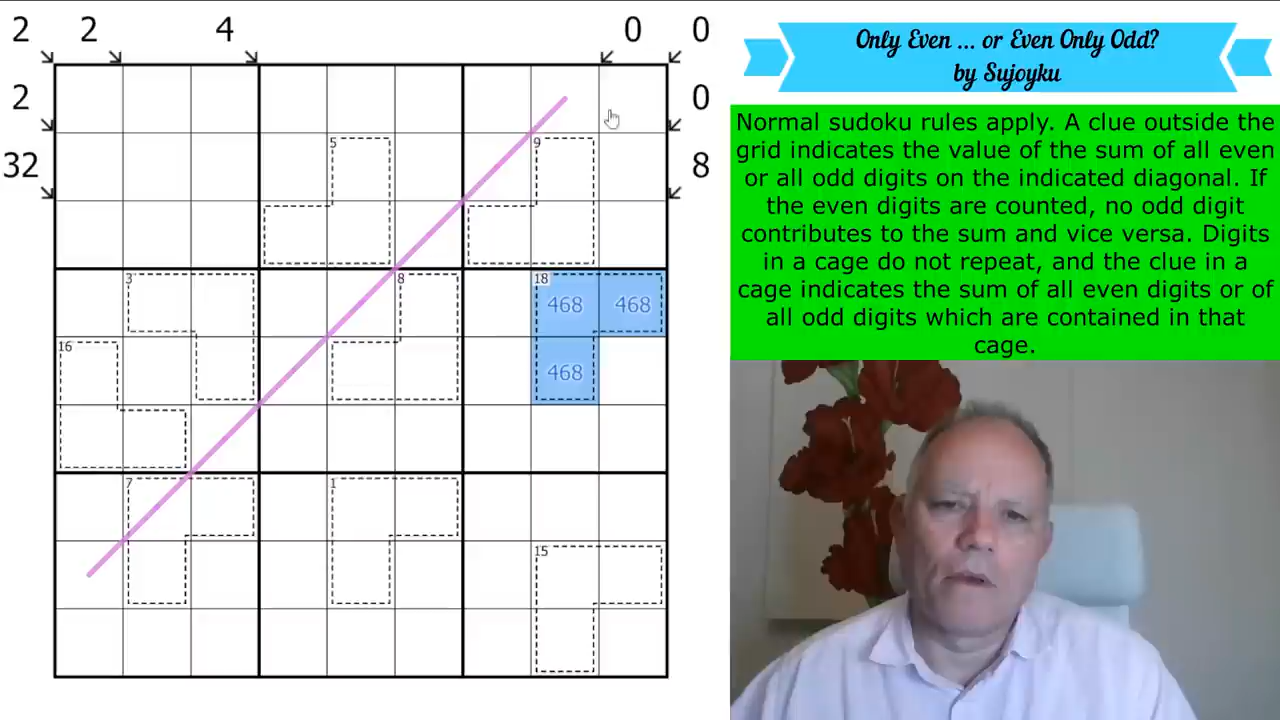 2 2 4 0 0
2 0
32 8
Only Even ... or Even Only Odd?
by Sujoyku
Normal sudoku rules apply. A clue outside the
grid indicates the value of the sum of all even
or all odd digits on the indicated diagonal. If
the even digits are counted, no odd digit
contributes to the sum and vice versa. Digits
in a cage do not repeat, and the clue in a
cage indicates the sum of all even digits or of
all odd digits which are contained in that
cage.
5 9
3 8 18
468 468
16
468
7 1
15